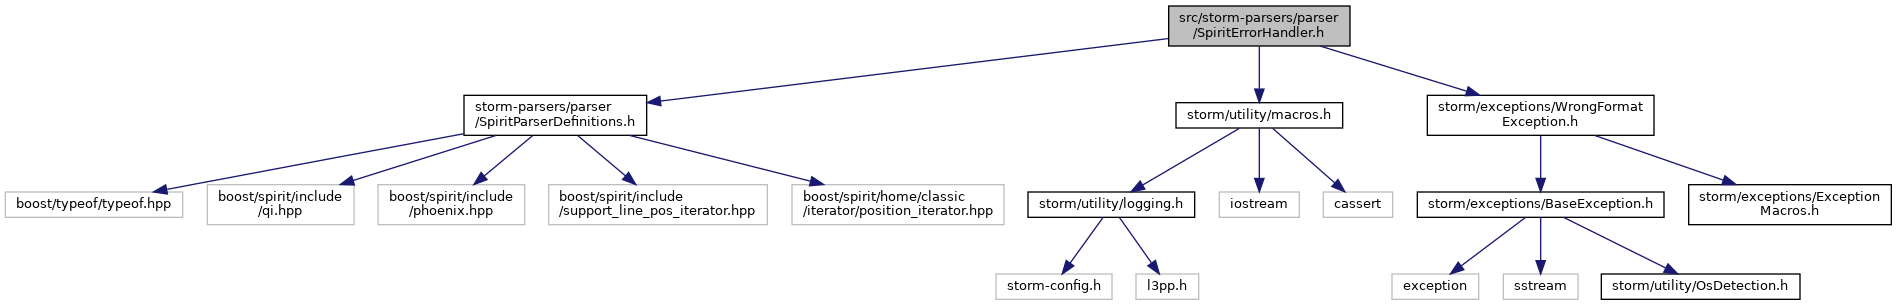 src/storm-parsers/parser
/SpiritErrorHandler.h
storm-parsers/parser
/SpiritParserDefinitions.h
storm/utility/macros.h
storm/exceptions/WrongFormat
Exception.h
boost/typeof/typeof.hpp
boost/spirit/include
/qi.hpp
boost/spirit/include
/phoenix.hpp
boost/spirit/include
/support_line_pos_iterator.hpp
boost/spirit/home/classic
/iterator/position_iterator.hpp
storm/utility/logging.h
iostream
cassert
storm/exceptions/BaseException.h
storm/exceptions/Exception
Macros.h
storm-config.h
l3pp.h
exception
sstream
storm/utility/OsDetection.h